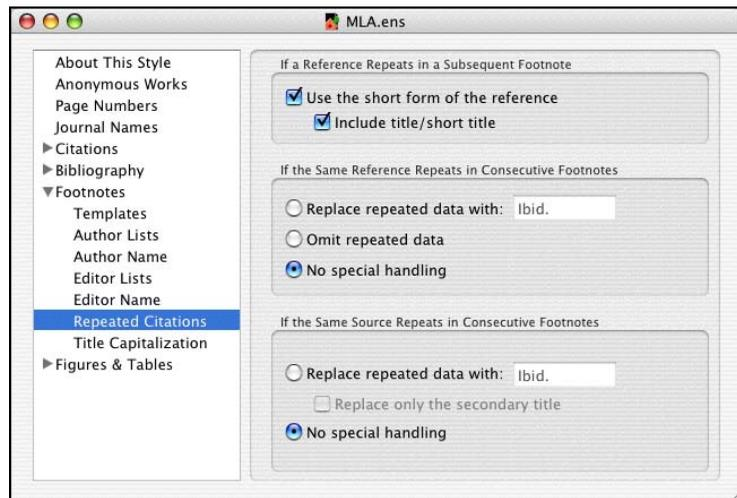 MLA.ens
About This Style
Anonymous Works
Page Numbers
Journal Names
Citations
Bibliography
Footnotes
Templates
Author Lists
Author Name
Editor Lists
Editor Name
Repeated Citations
Title Capitalization
Figures & Tables
If a Reference Repeats in a Subsequent Footnote
Use the short form of the reference
Include title/short title
If the Same Reference Repeats in Consecutive Footnotes
Replace repeated data with: Ibid.
Omit repeated data
No special handling
If the Same Source Repeats in Consecutive Footnotes
Replace repeated data with: Ibid.
Replace only the secondary title
No special handling